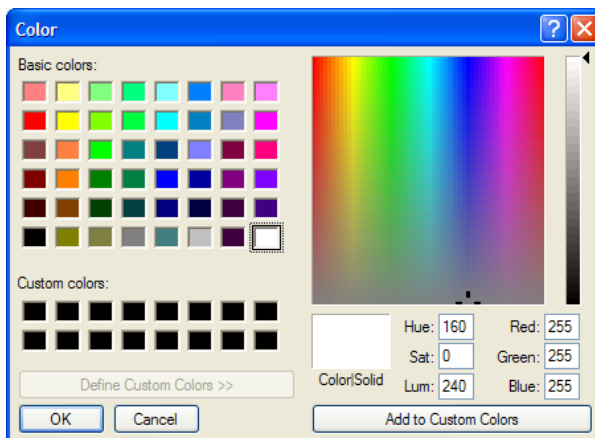 Color
Basic colors:
Custom colors:
Define Custom Colors >>
OK Cancel
Color|Solid
Hue: 160 Red: 255
Sat: 0 Green: 255
Lum: 240 Blue: 255
Add to Custom Colors